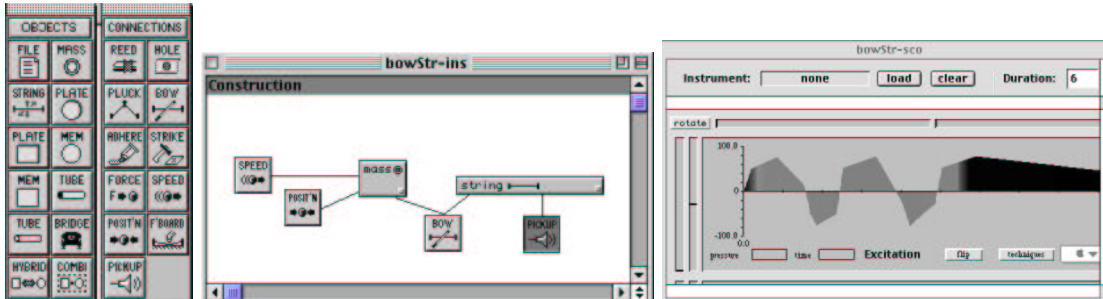 OBJECTS CONNECTIONS
FILE MASS REED HOLE
STRING PLATE PLUCK BOW
PLATE MEM ADHERE STRIKE
MEM TUBE FORCE SPEED
F
TUBE BRIDGE POSIT'N F'BOARD
HYBRID COMBI PICKUP
bowStr-ins
Construction
SPEED
mass
POSIT'N
string
BOW
PICKUP
bowStr-sco
Instrument: none load clear Duration: 6
rotate
100.0
-100.0
0.0
pressure time Excitation flip techniques